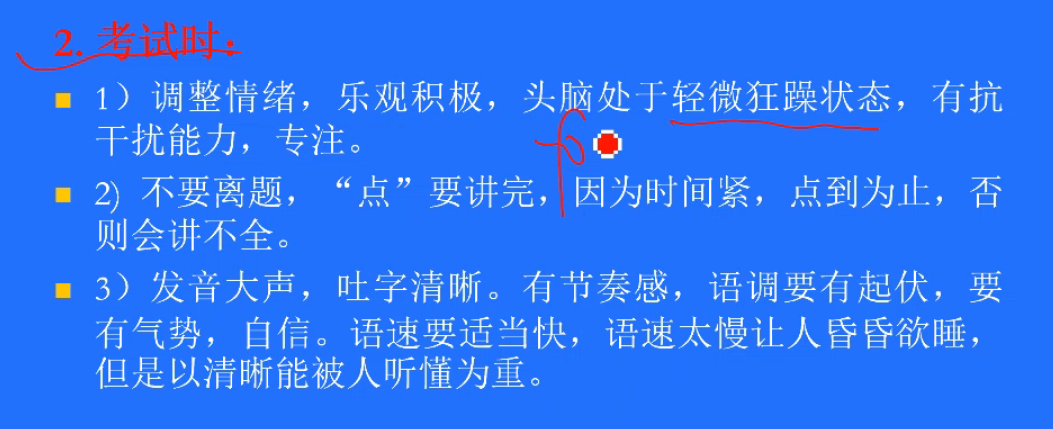 2. 考试时:
1）调整情绪，乐观积极，头脑处于轻微狂躁状态，有抗
干扰能力，专注。
2) 不要离题，“点”要讲完，因为时间紧，点到为止，否
则会讲不全。
3）发音大声，吐字清晰。有节奏感，语调要有起伏，要
有气势，自信。语速要适当快，语速太慢让人昏昏欲睡，
但是以清晰能被人听懂为重。